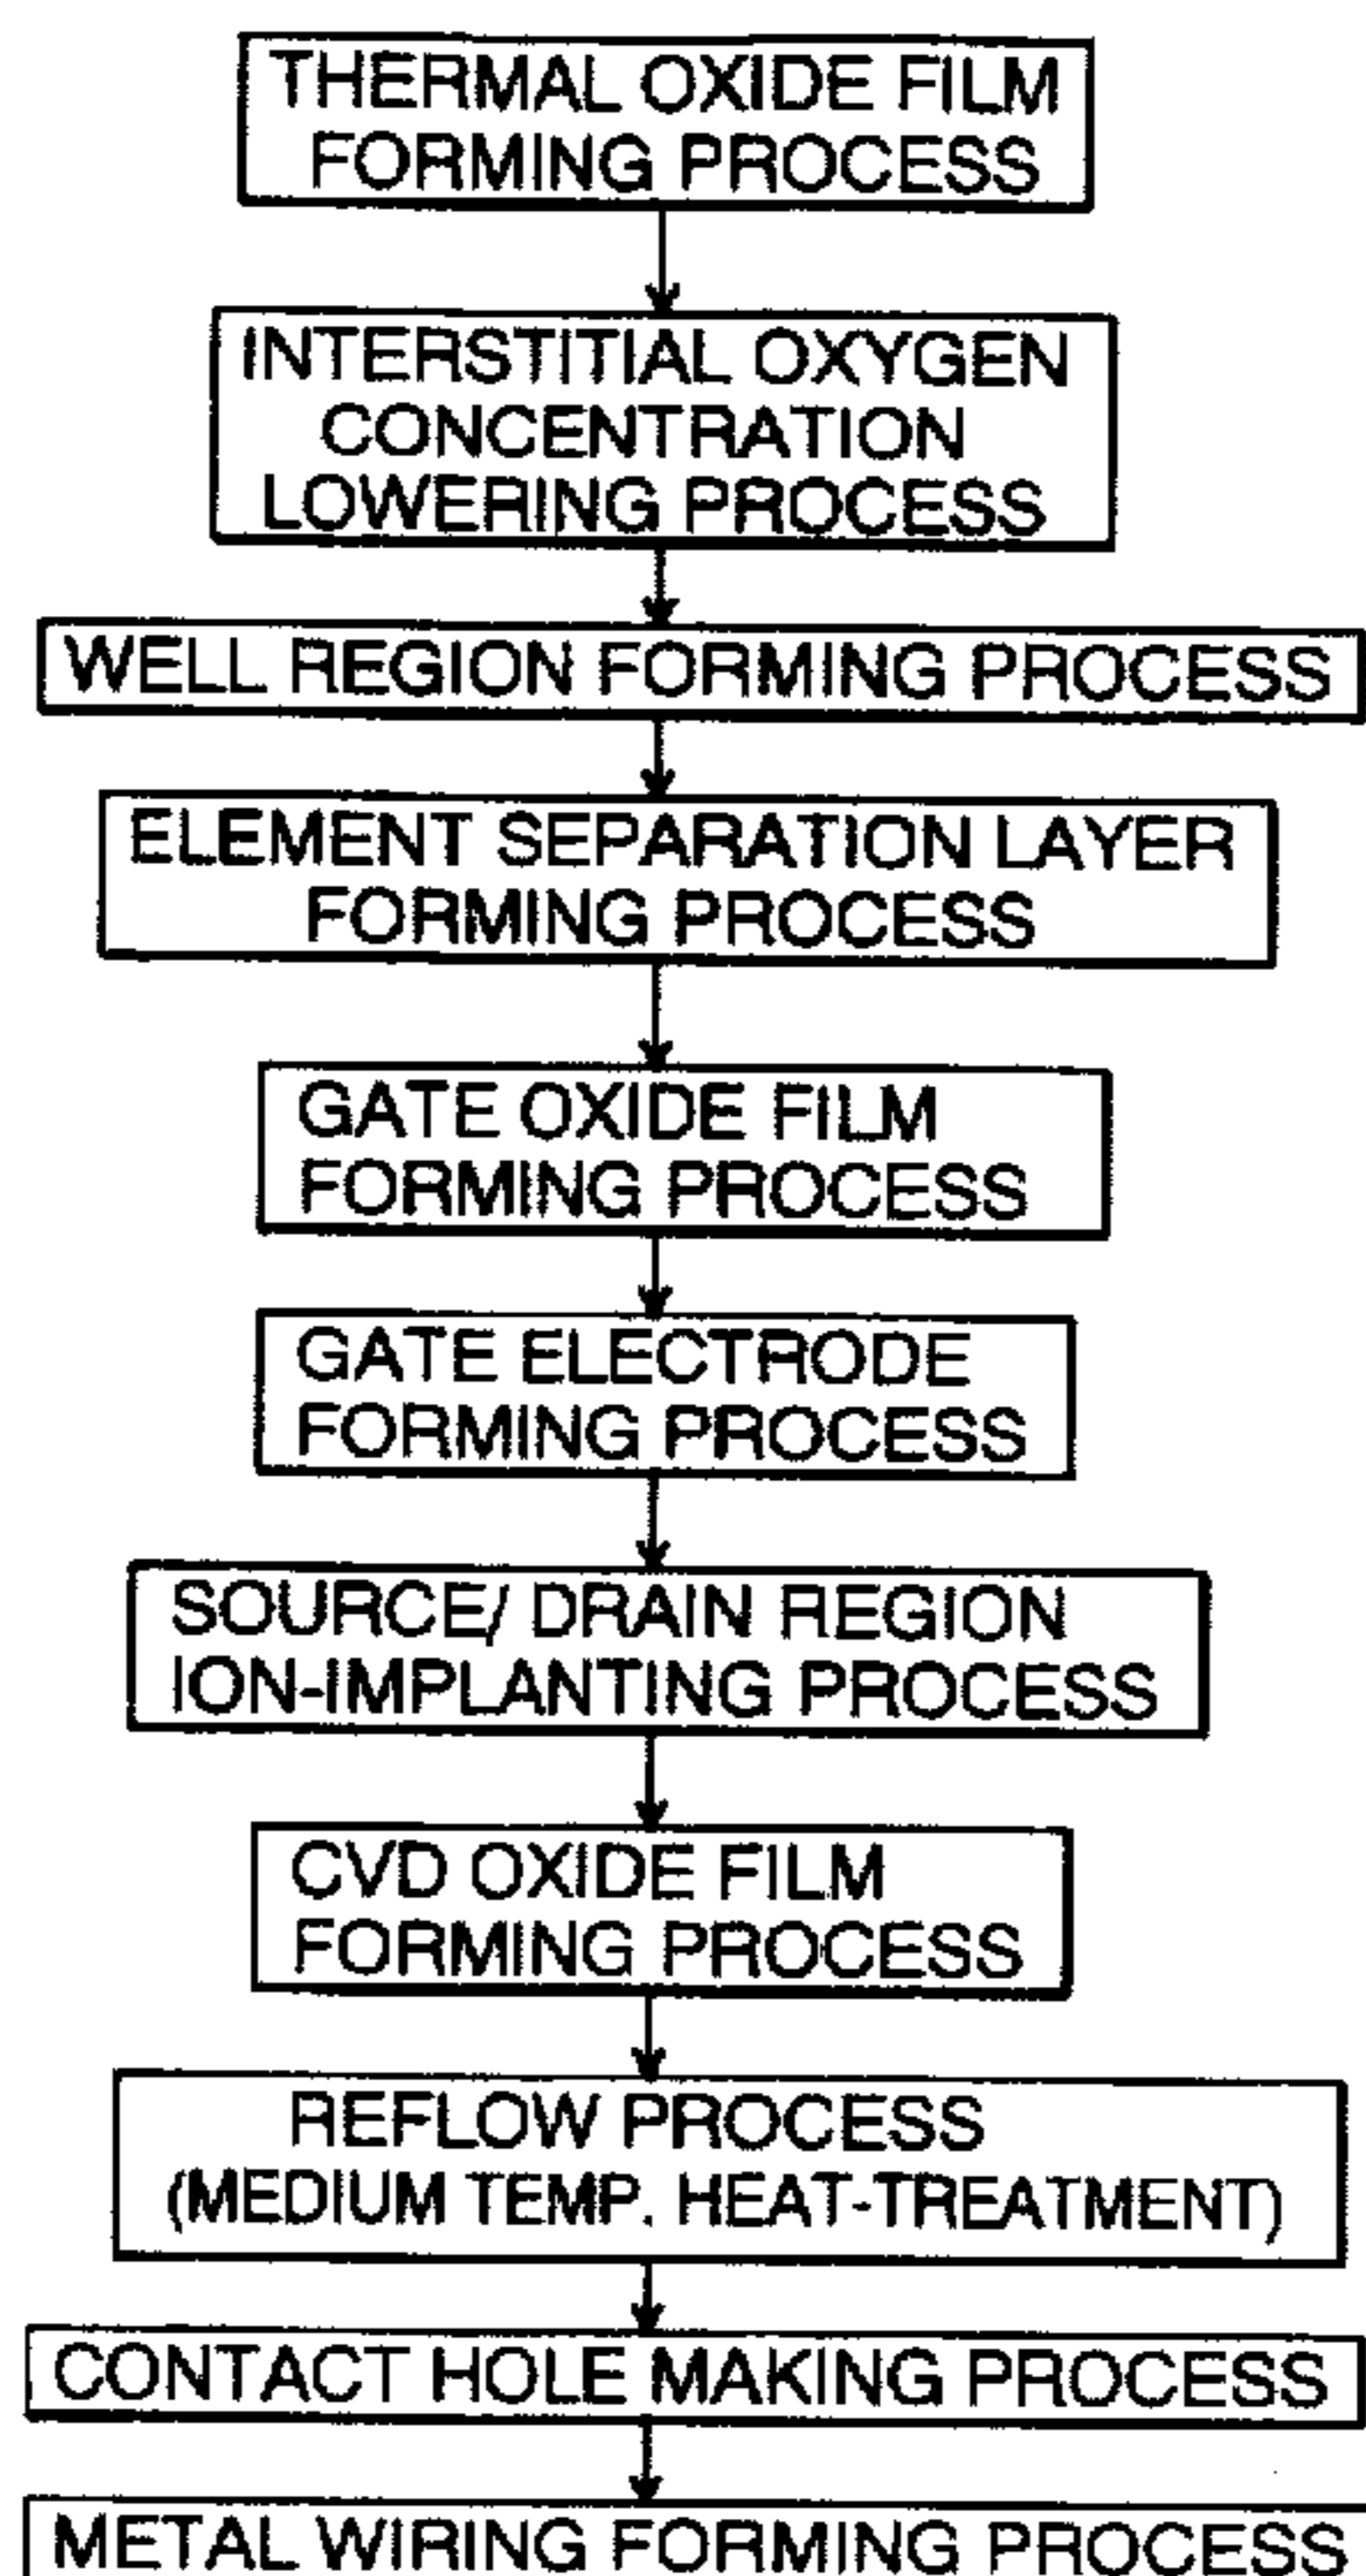 THERMAL OXIDE FILM
FORMING PROCESS
INTERSTITIAL OXYGEN
CONCENTRATION
LOWERING PROCESS
WELL REGION FORMING PROCESS
ELEMENT SEPARATION LAYER
FORMING PROCESS
GATE OXIDE FILM
FORMING PROCESS
GATE ELECTRODE
FORMING PROCESS
SOURCE/ DRAIN REGION
ION-IMPLANTING PROCESS
CVD OXIDE FILM
FORMING PROCESS
REFLOW PROCESS
(MEDIUM TEMP. HEAT-TREATMENT)
CONTACT HOLE MAKING PROCESS
METAL WIRING FORMING PROCESS